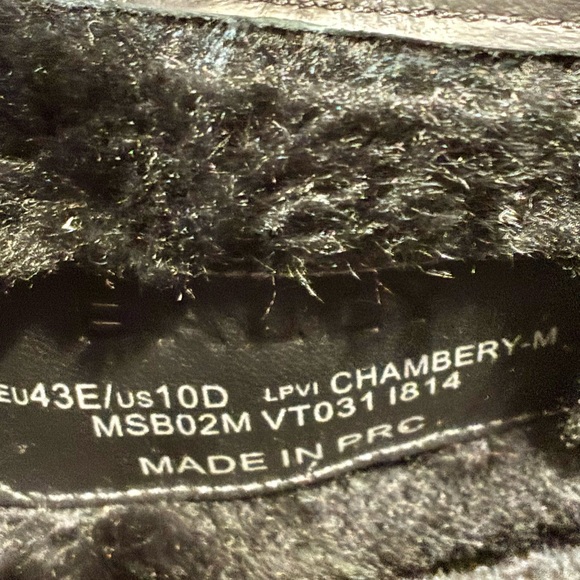 EU43E/US10D LPVI CHAMBERY-M
MSB02M VT031 I814
MADE IN PRC